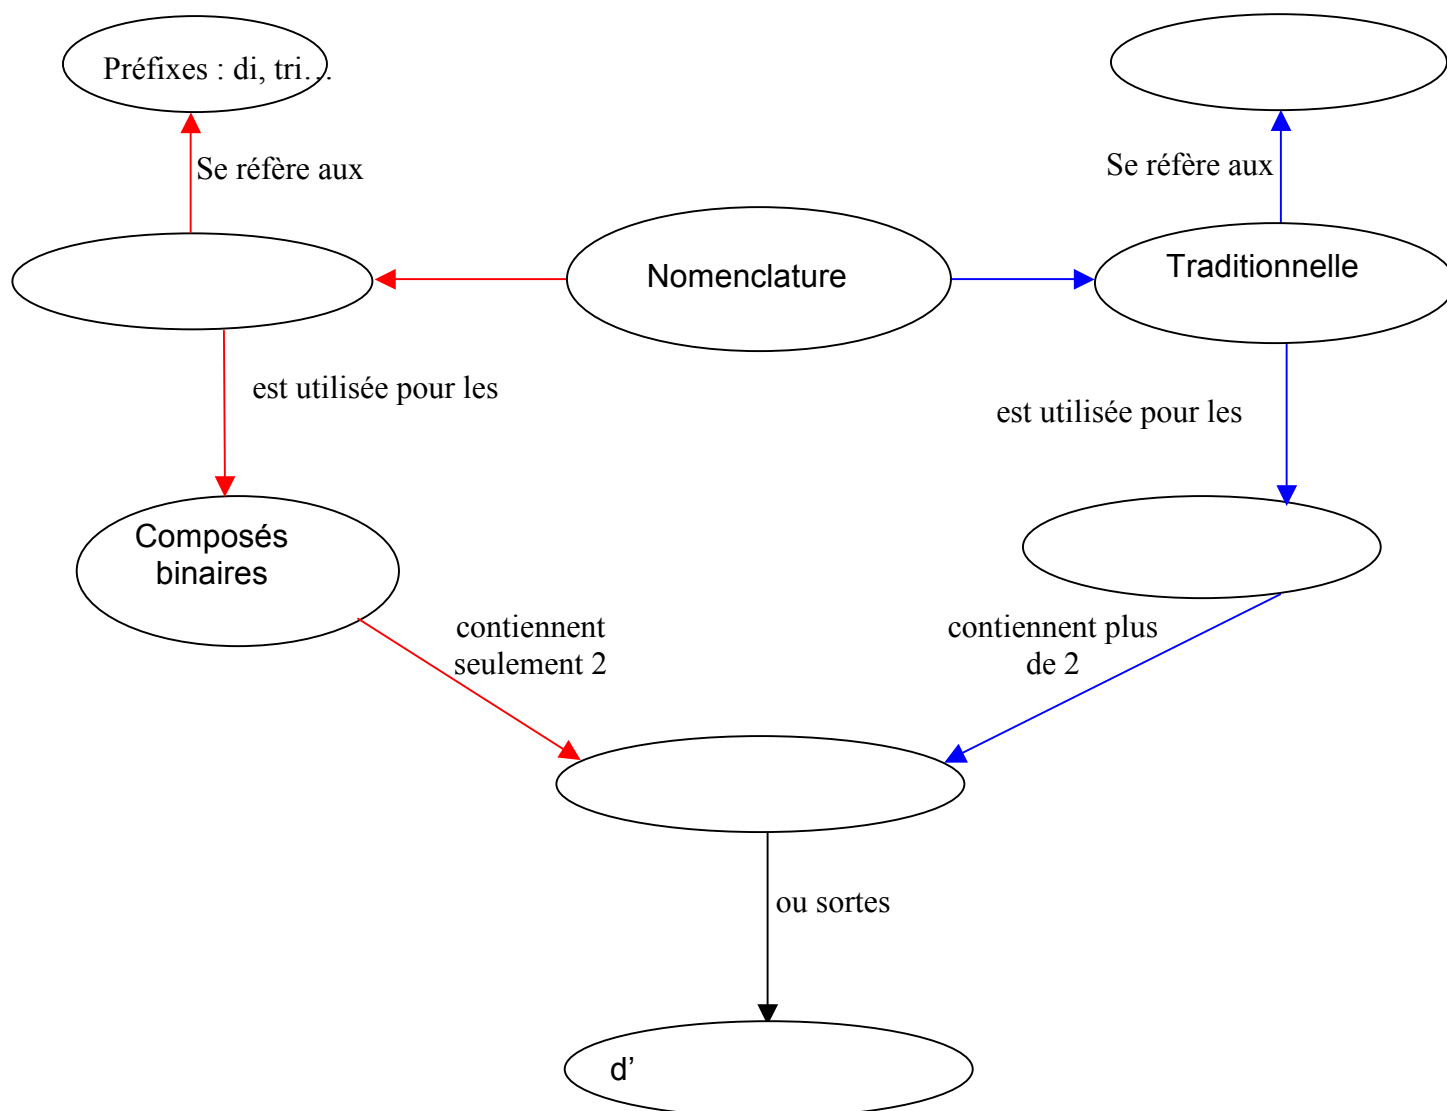 Préfixes : di, tri…
Se réfère aux
Se réfère aux
Nomenclature
Traditionnelle
est utilisée pour les
est utilisée pour les
Composés
binaires
contiennent
seulement 2
contiennent plus
de 2
ou sortes
d’